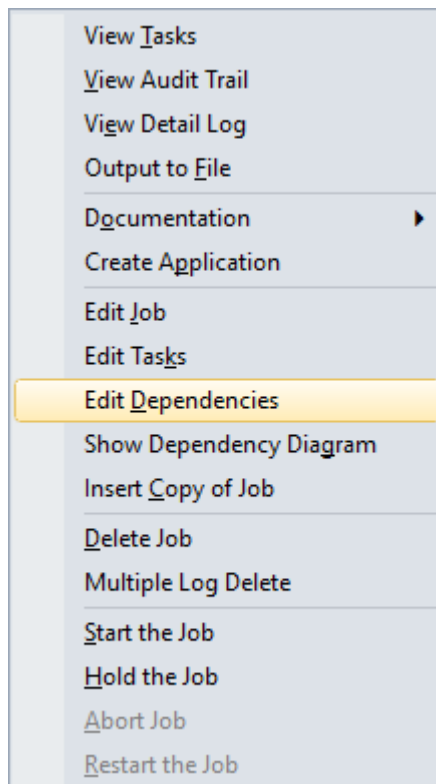 View Tasks
View Audit Trail
View Detail Log
Output to File
Documentation
Create Application
Edit Job
Edit Tasks
Edit Dependencies
Show Dependency Diagram
Insert Copy of Job
Delete Job
Multiple Log Delete
Start the Job
Hold the Job
Abort Job
Restart the Job